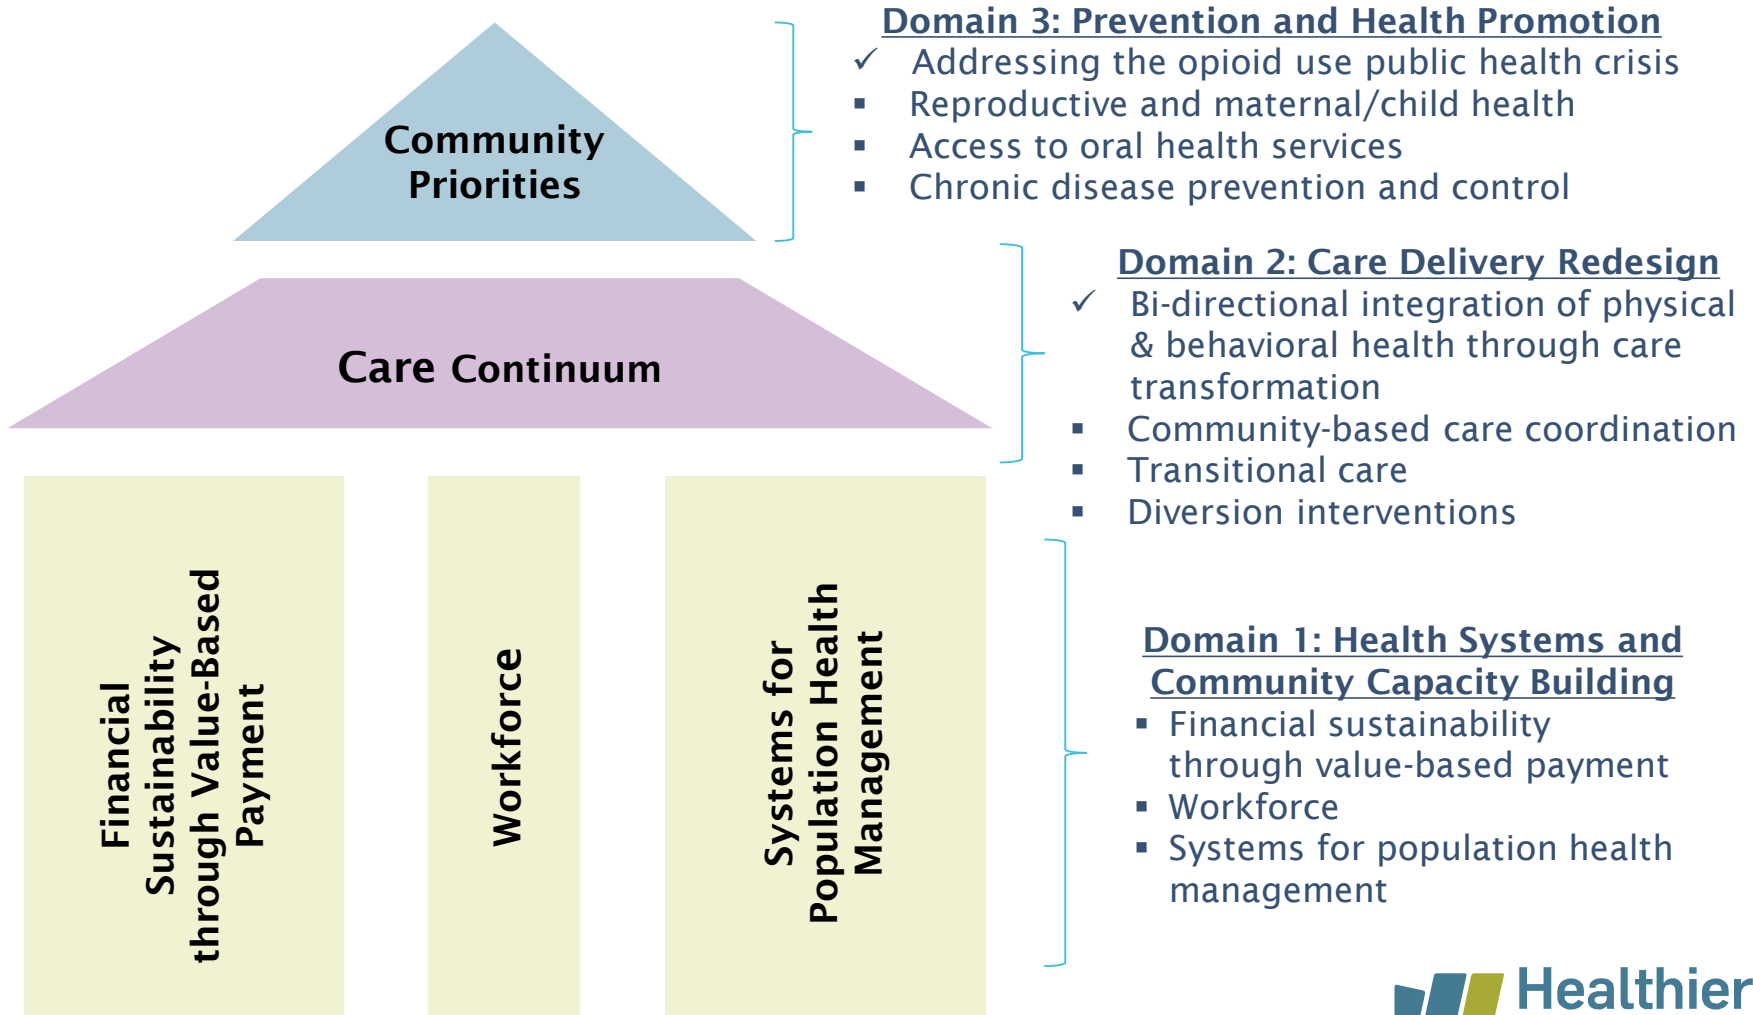 Domain 3: Prevention and Health Promotion
✓ Addressing the opioid use public health crisis
▪ Reproductive and maternal/child health
▪ Access to oral health services
▪ Chronic disease prevention and control
Community
Priorities
Domain 2: Care Delivery Redesign
✓ Bi-directional integration of physical
& behavioral health through care
transformation
▪ Community-based care coordination
▪ Transitional care
▪ Diversion interventions
Care Continuum
Domain 1: Health Systems and
Community Capacity Building
▪ Financial sustainability
through value-based payment
▪ Workforce
▪ Systems for population health
management
Financial
Sustainability
through Value-Based
Payment
Workforce
Systems for
Population Health
Management
Healthier